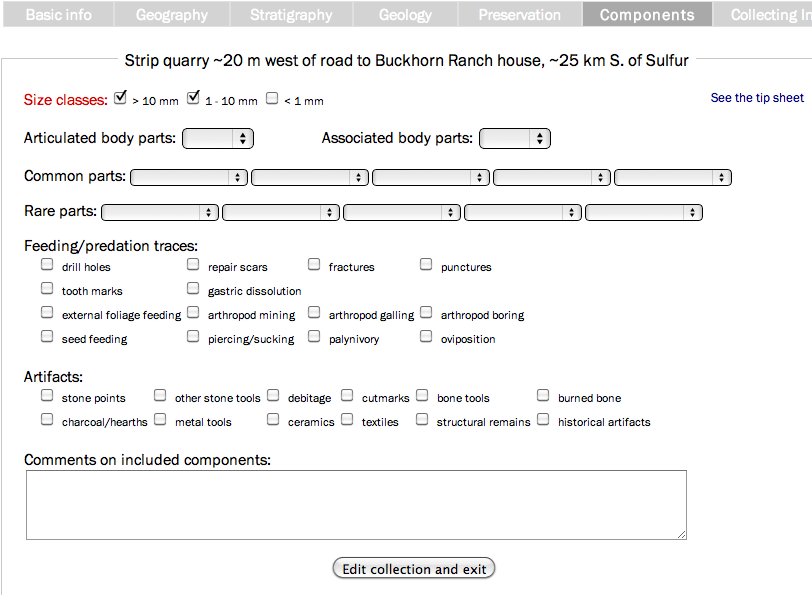 Basic info Geography Stratigraphy Geology Preservation Components Collecting
Strip quarry ~20 m west of road to Buckhorn Ranch house, ~25 km S. of Sulfur
Size classes: > 10 mm 1 - 10 mm < 1 mm See the tip sheet
Articulated body parts: Associated body parts:
Common parts:
Rare parts:
Feeding/predation traces:
drill holes repair scars fractures punctures
tooth marks gastric dissolution
external foliage feeding arthropod mining arthropod galling arthropod boring
seed feeding piercing/sucking palynivory oviposition
Artifacts:
stone points other stone tools debitage cutmarks bone tools burned bone
charcoal/hearths metal tools ceramics textiles structural remains historical artifacts
Comments on included components:
Edit collection and exit